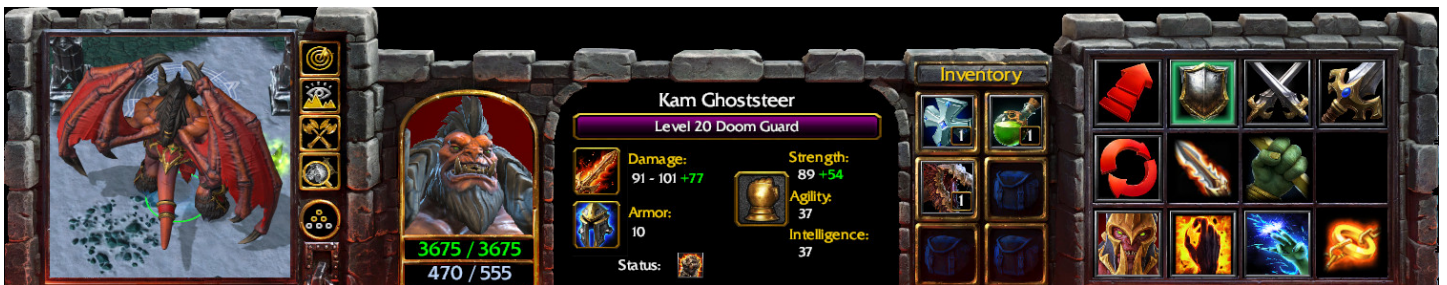 Kam Ghoststeer
Level 20 Doom Guard
Damage:
91 - 101 +77
Armor:
10
Status:
Strength:
89 +54
Agility:
37
Intelligence:
37
3675 / 3675
470 / 555
Inventory
1
1
1